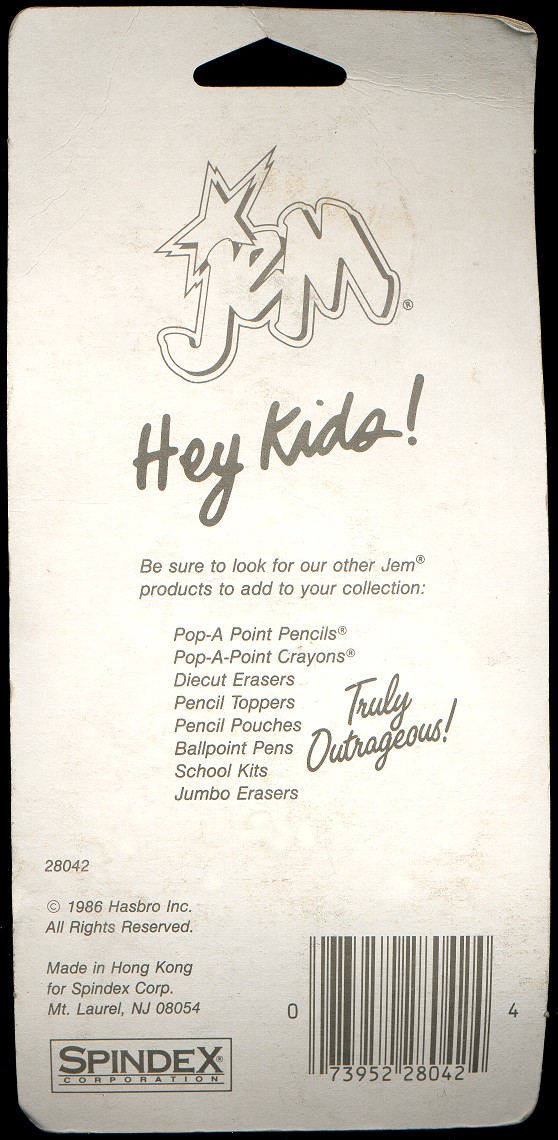 jem®
Hey Kids!
Be sure to look for our other Jem®
products to add to your collection:
Pop-A Point Pencils®
Pop-A-Point Crayons®
Diecut Erasers
Pencil Toppers
Pencil Pouches
Ballpoint Pens
School Kits
Jumbo Erasers
Truly
Outrageous!
28042
© 1986 Hasbro Inc.
All Rights Reserved.
Made in Hong Kong
for Spindex Corp.
Mt. Laurel, NJ 08054
SPINDEX®
CORPORATION
0 73952 28042 4